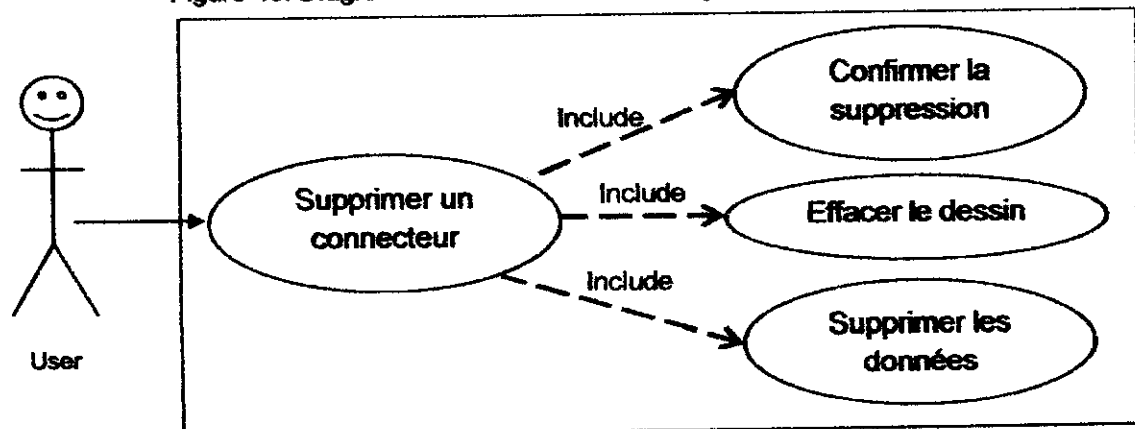 Confirmer la
suppression
Include
Supprimer un
connecteur
Include
Effacer le dessin
Include
Supprimer les
données
User